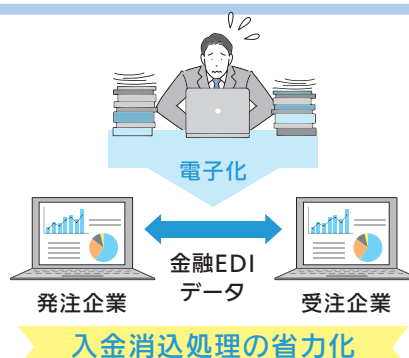 電子化
金融EDI
データ
発注企業
受注企業
入金消込処理の省力化